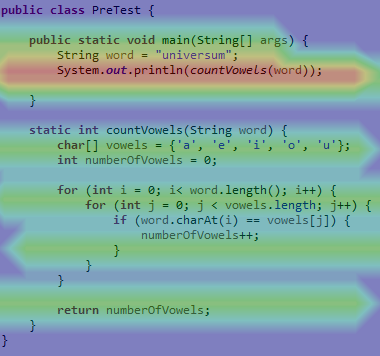 public class PreTest {
public static void main(String[] args) {
String word = "universum";
System.out.println(countVowels(word));
}
static int countVowels(String word) {
char[] vowels = {'a', 'e', 'i', 'o', 'u'};
int numberOfVowels = 0;
for (int i = 0; i< word.length(); i++) {
for (int j = 0; j < vowels.length; j++) {
if (word.charAt(i) == vowels[j]) {
numberOfVowels++;
}
}
}
return numberOfVowels;
}
}